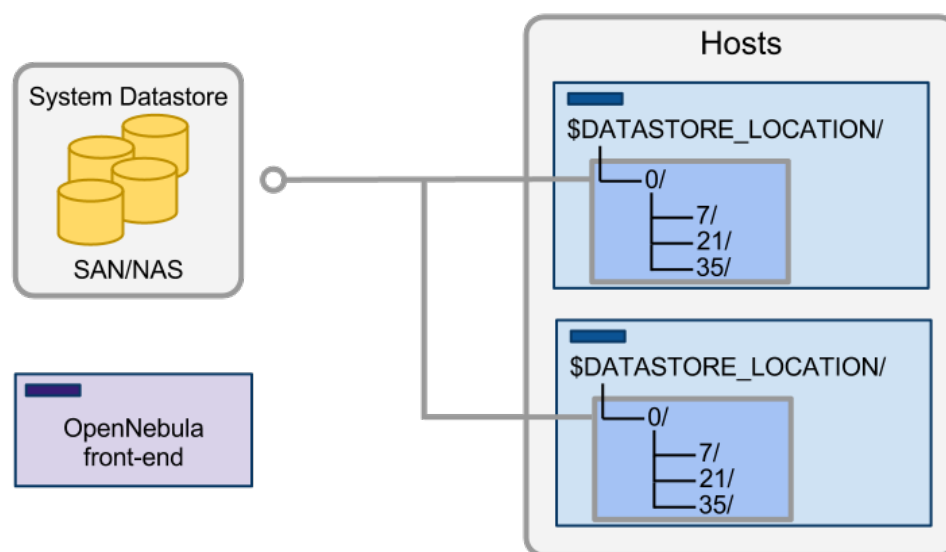 System Datastore
SAN/NAS
OpenNebula
front-end
Hosts
$DATASTORE_LOCATION/
0/
7/
21/
35/
$DATASTORE_LOCATION/
0/
7/
21/
35/